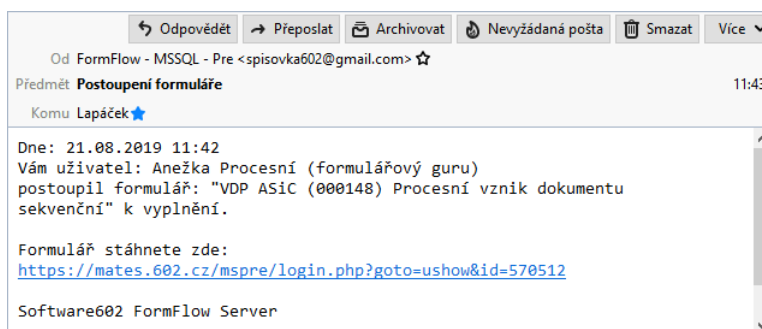 Odpovědět Přeposlat Archivovat Nevyžádaná pošta Smazat Více
Od FormFlow - MSSQL - Pre <spisovka602@gmail.com>
Předmět Postoupení formuláře 11:43
Komu Lapáček
Dne: 21.08.2019 11:42
Vám uživatel: Anežka Procesní (formulářový guru)
postoupil formulář: "VDP ASiC (000148) Procesní vznik dokumentu
sekvenční" k vyplnění.
Formulář stáhnete zde:
https://mates.602.cz/mspre/login.php?goto=ushow&id=570512
Software602 FormFlow Server